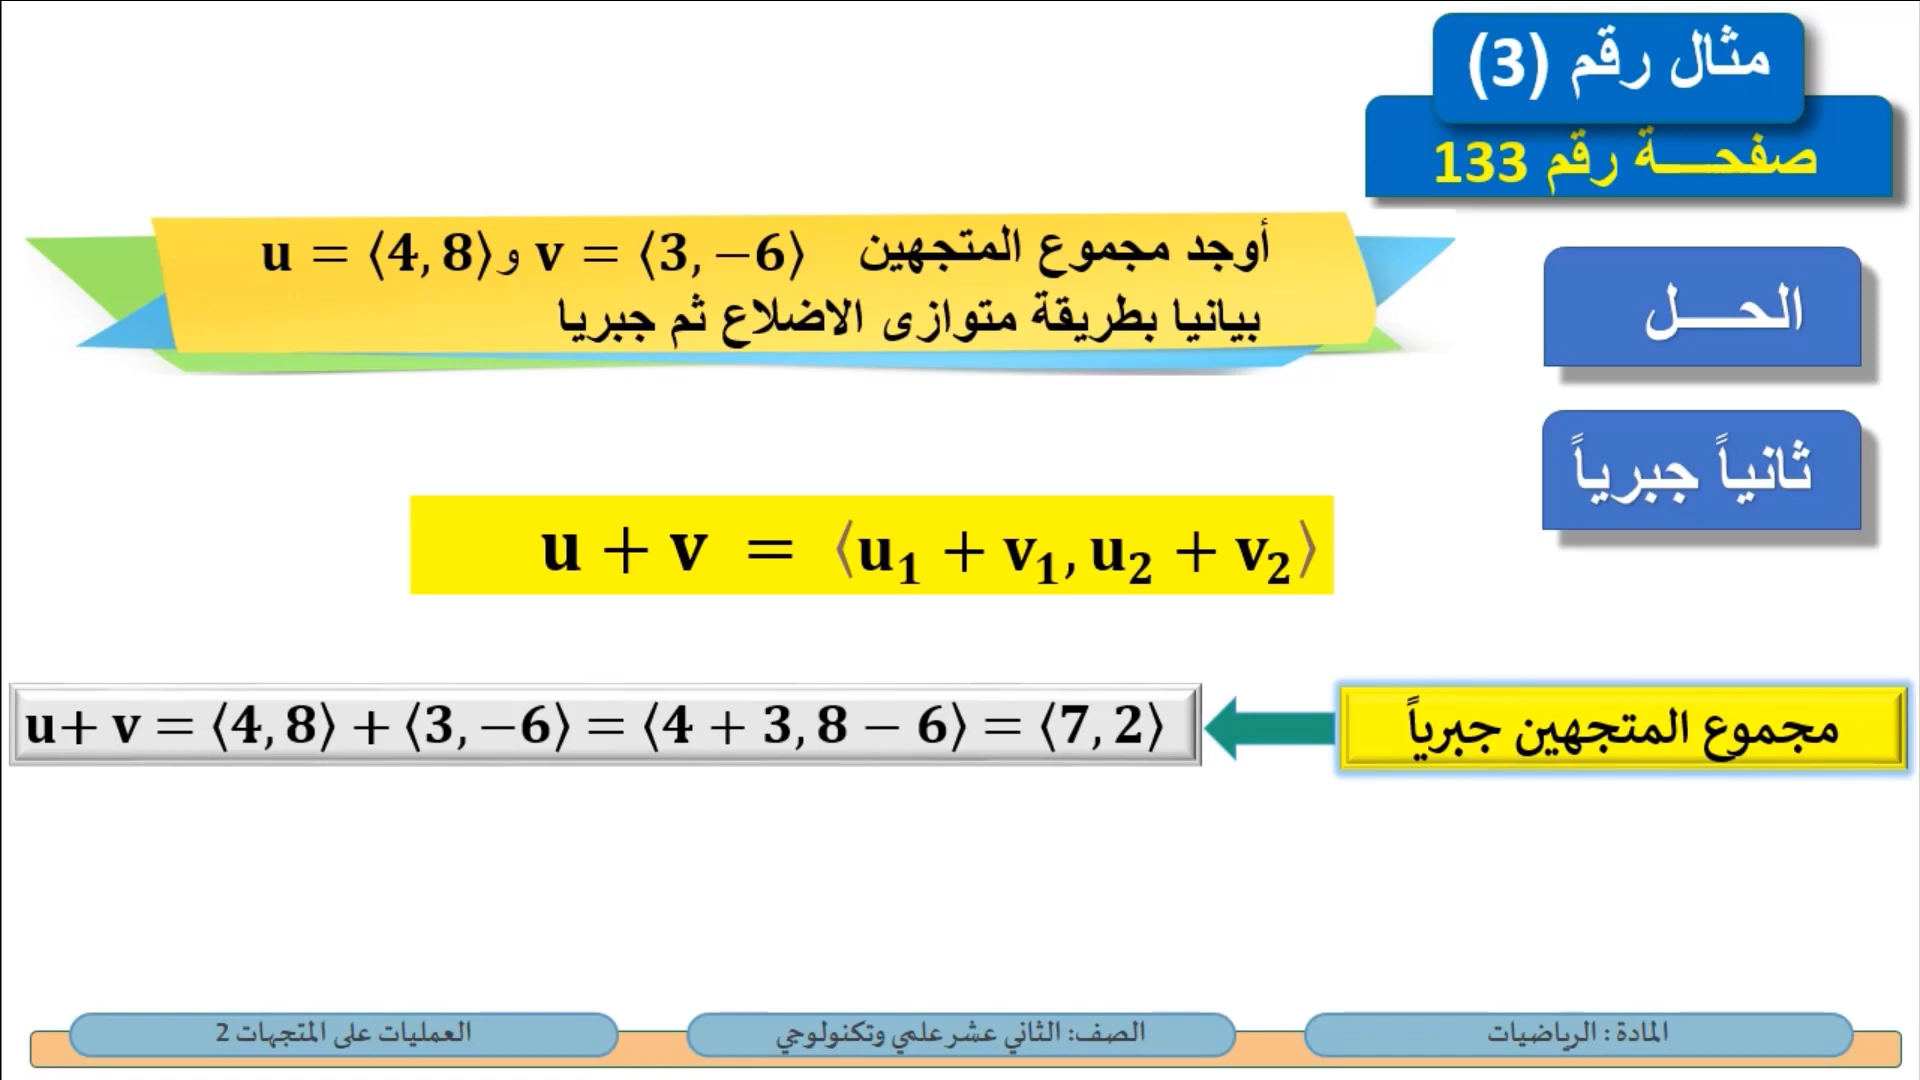 مثال رقم (3)
صفحة رقم 133
أوجد مجموع المتجهين v = ⟨3, −6⟩ و u = ⟨4, 8⟩
بيانيا بطريقة متوازى الاضلاع ثم جبريا
الحل
ثانياً جبرياً
u + v = ⟨u₁ + v₁, u₂ + v₂⟩
مجموع المتجهين جبرياً
u+ v = ⟨4, 8⟩ + ⟨3, −6⟩ = ⟨4 + 3, 8 − 6⟩ = ⟨7, 2⟩
المادة : الرياضيات
الصف: الثاني عشر علمي وتكنولوجي
العمليات على المتجهات 2